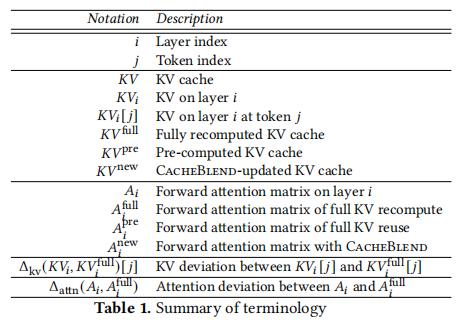 Notation Description
i Layer index
j Token index
KV KV cache
KV_i KV on layer i
KV_i[j] KV on layer i at token j
KV^full Fully recomputed KV cache
KV^pre Pre-computed KV cache
KV^new CACHEBLEND-updated KV cache
A_i Forward attention matrix on layer i
A_i^full Forward attention matrix of full KV recompute
A_i^pre Forward attention matrix of full KV reuse
A_i^new Forward attention matrix with CACHEBLEND
Δ_kv(KV_i, KV_i^full)[j] KV deviation between KV_i[j] and KV_i^full[j]
Δ_attn(A_i, A_i^full) Attention deviation between A_i and A_i^full
Table 1. Summary of terminology